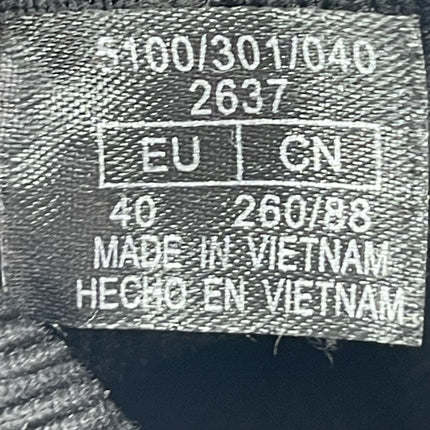 5100/301/040
2637
EU CN
40 260/88
MADE IN VIETNAM
HECHO EN VIETNAM